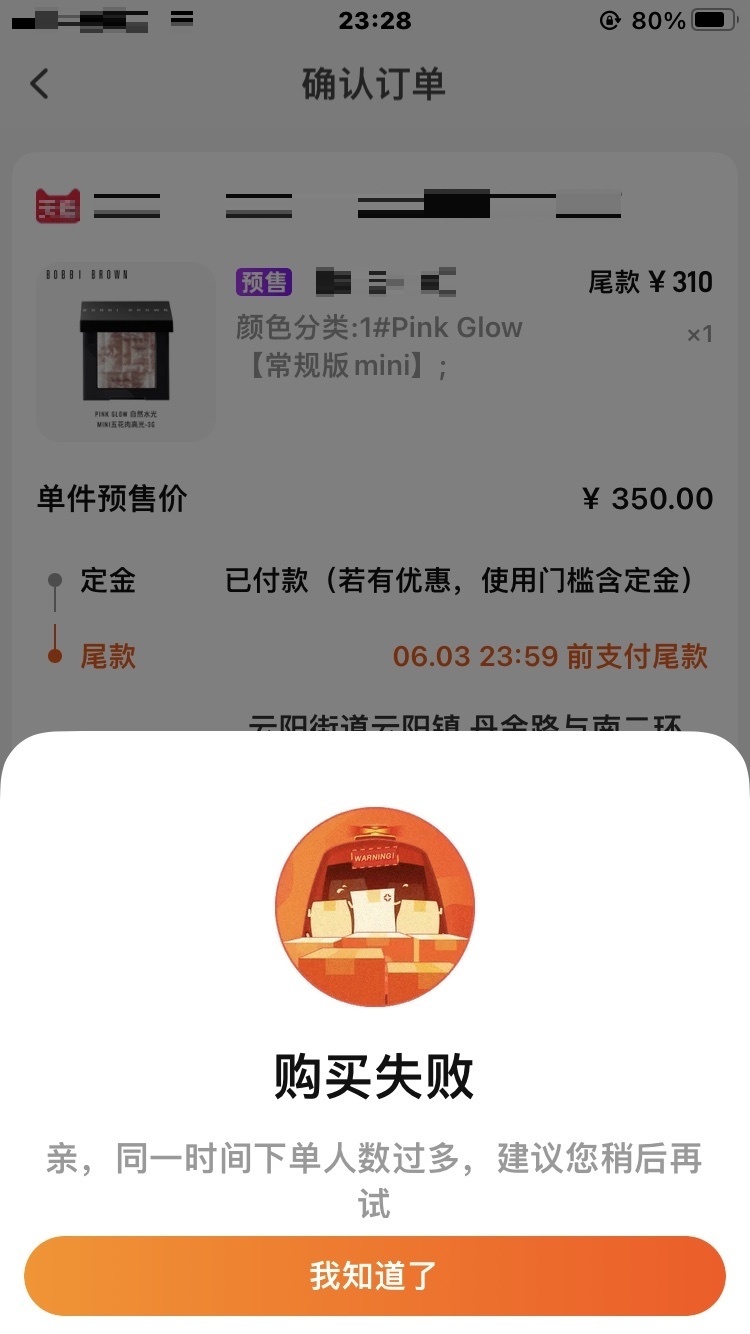 23:28
80%
确认订单
天猫
BOBBI BROWN
PINK GLOW 自然水光
MINI五花肉高光-3G
预售
尾款 ¥ 310
颜色分类:1#Pink Glow
×1
【常规版mini】;
单件预售价
¥ 350.00
定金
已付款（若有优惠，使用门槛含定金）
尾款
06.03 23:59 前支付尾款
云阳街道云阳镇 丹金路与南二环
WARNING!
购买失败
亲，同一时间下单人数过多，建议您稍后再
试
我知道了